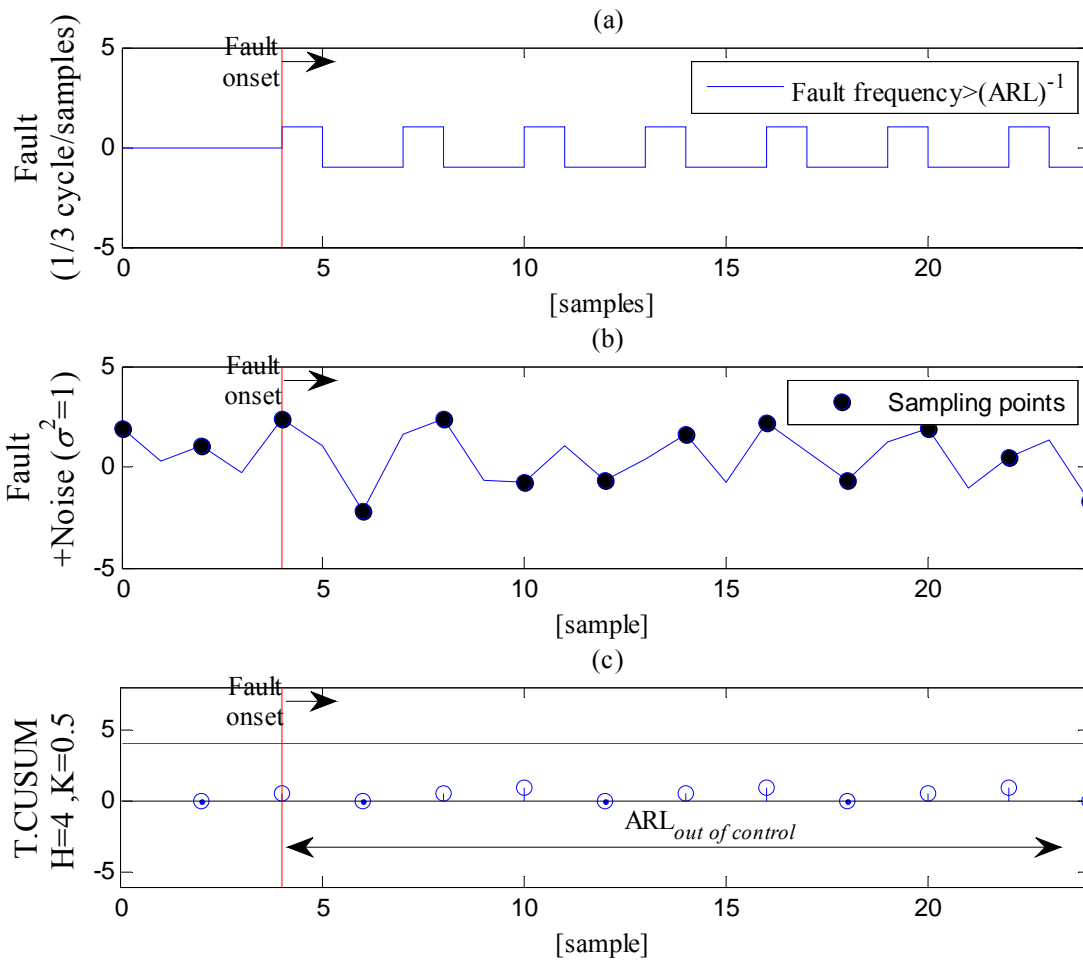 (a)
Fault
(1/3 cycle/samples)
5
0
-5
Fault
onset
Fault frequency>(ARL)^-1
0 5 10 15 20
[samples]
(b)
Fault
+Noise (σ^2=1)
5
0
-5
Fault
onset
Sampling points
0 5 10 15 20
[sample]
(c)
T.CUSUM
H=4 ,K=0.5
5
0
-5
Fault
onset
ARL out of control
0 5 10 15 20
[sample]